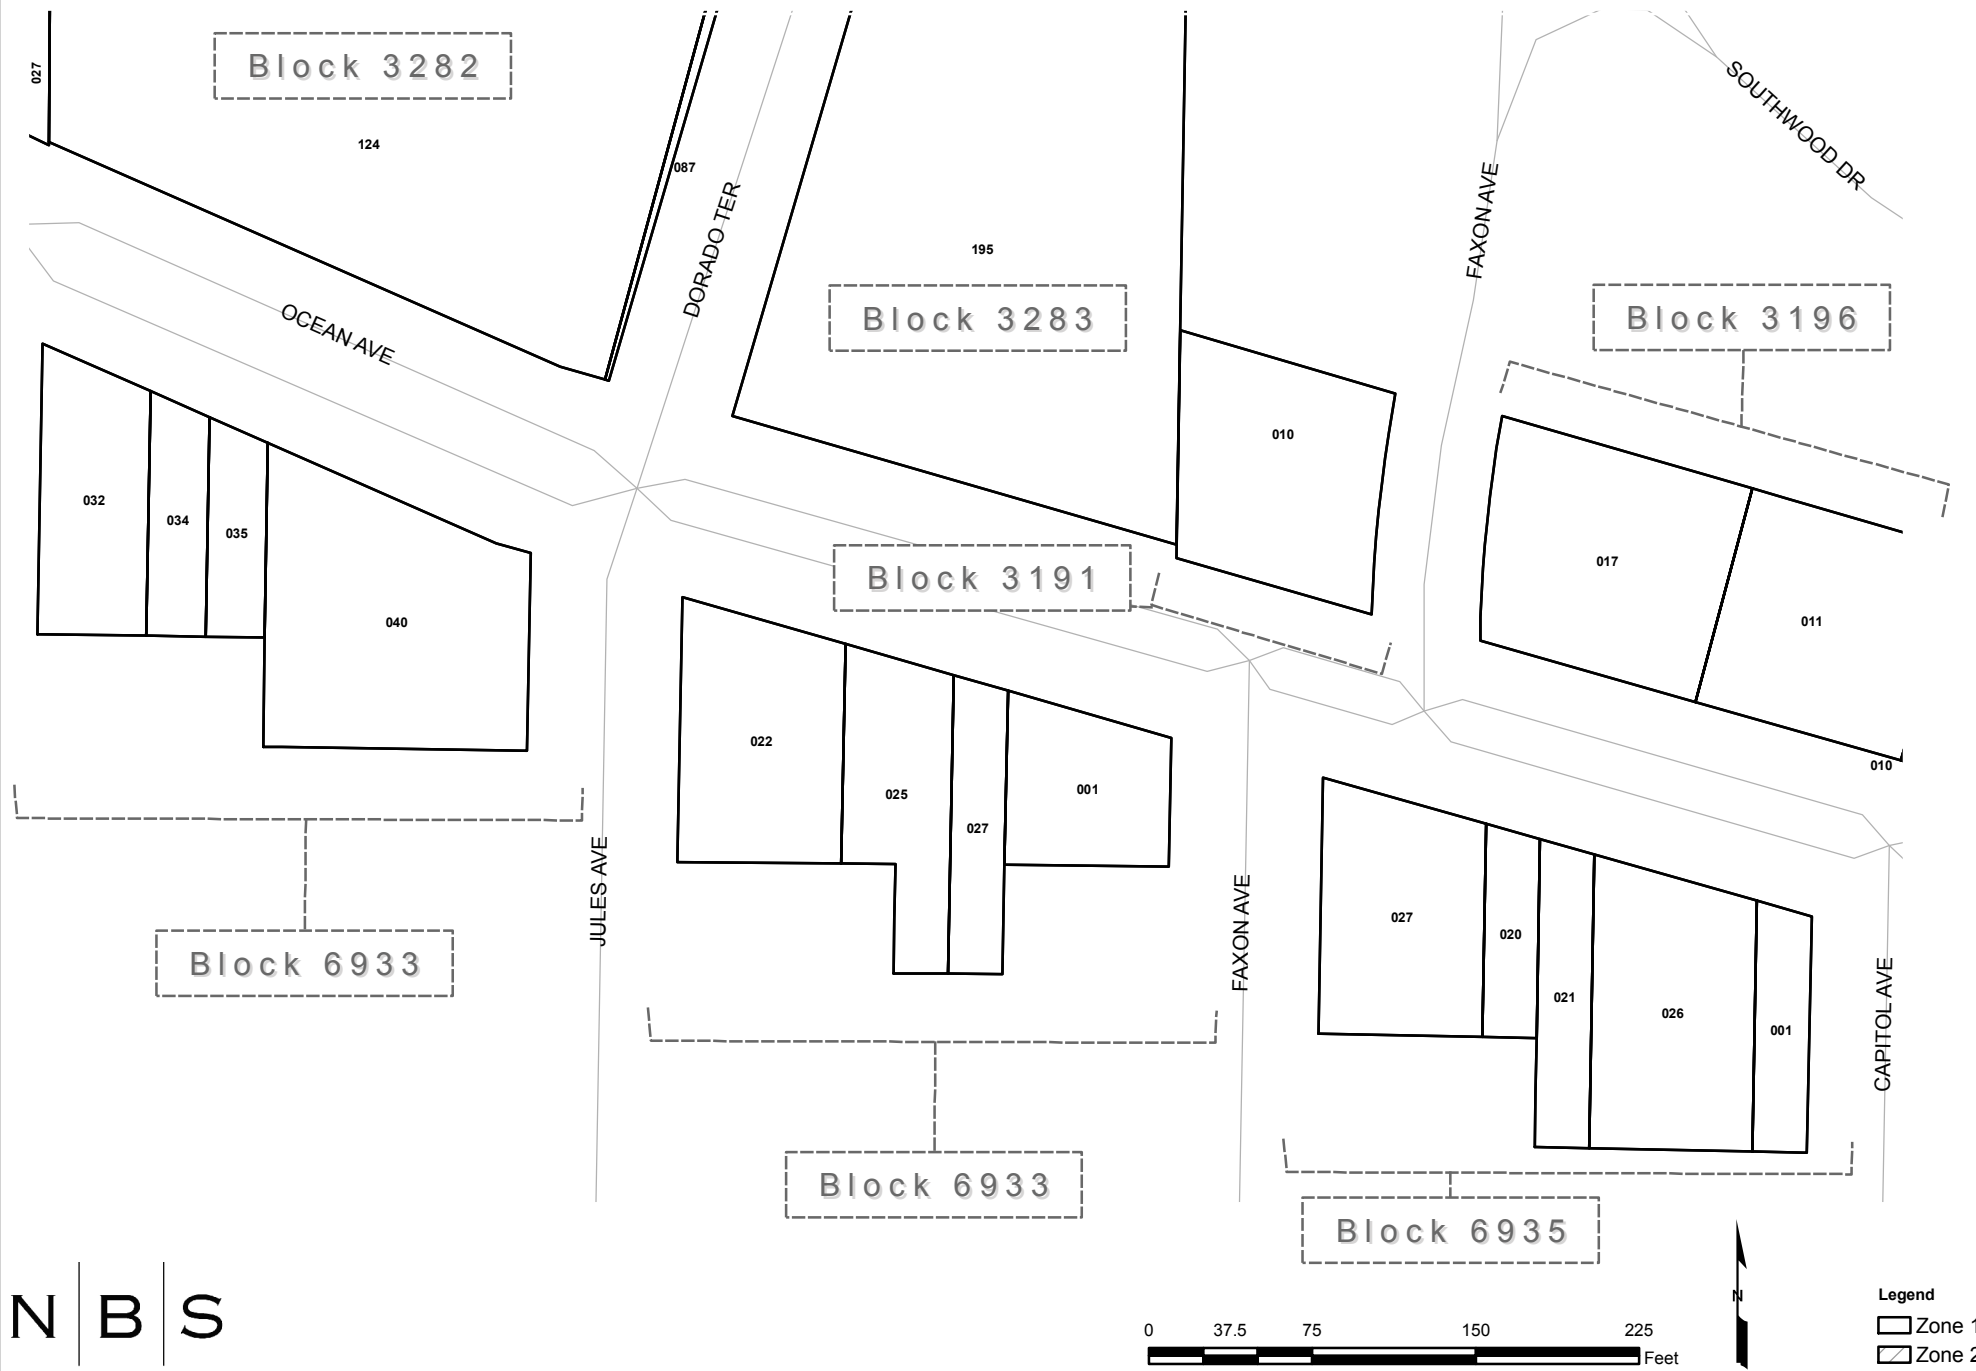 027
Block 3282
124
087
DORADO TER
SOUTHWOOD DR
FAXON AVE
195
Block 3283
Block 3196
OCEAN AVE
010
032
034
035
040
Block 3191
017
011
010
022
025
027
001
JULES AVE
FAXON AVE
027
020
021
026
001
CAPITOL AVE
Block 6933
Block 6933
Block 6935
N B S
0 37.5 75 150 225
Feet
N
Legend
Zone 1
Zone 2